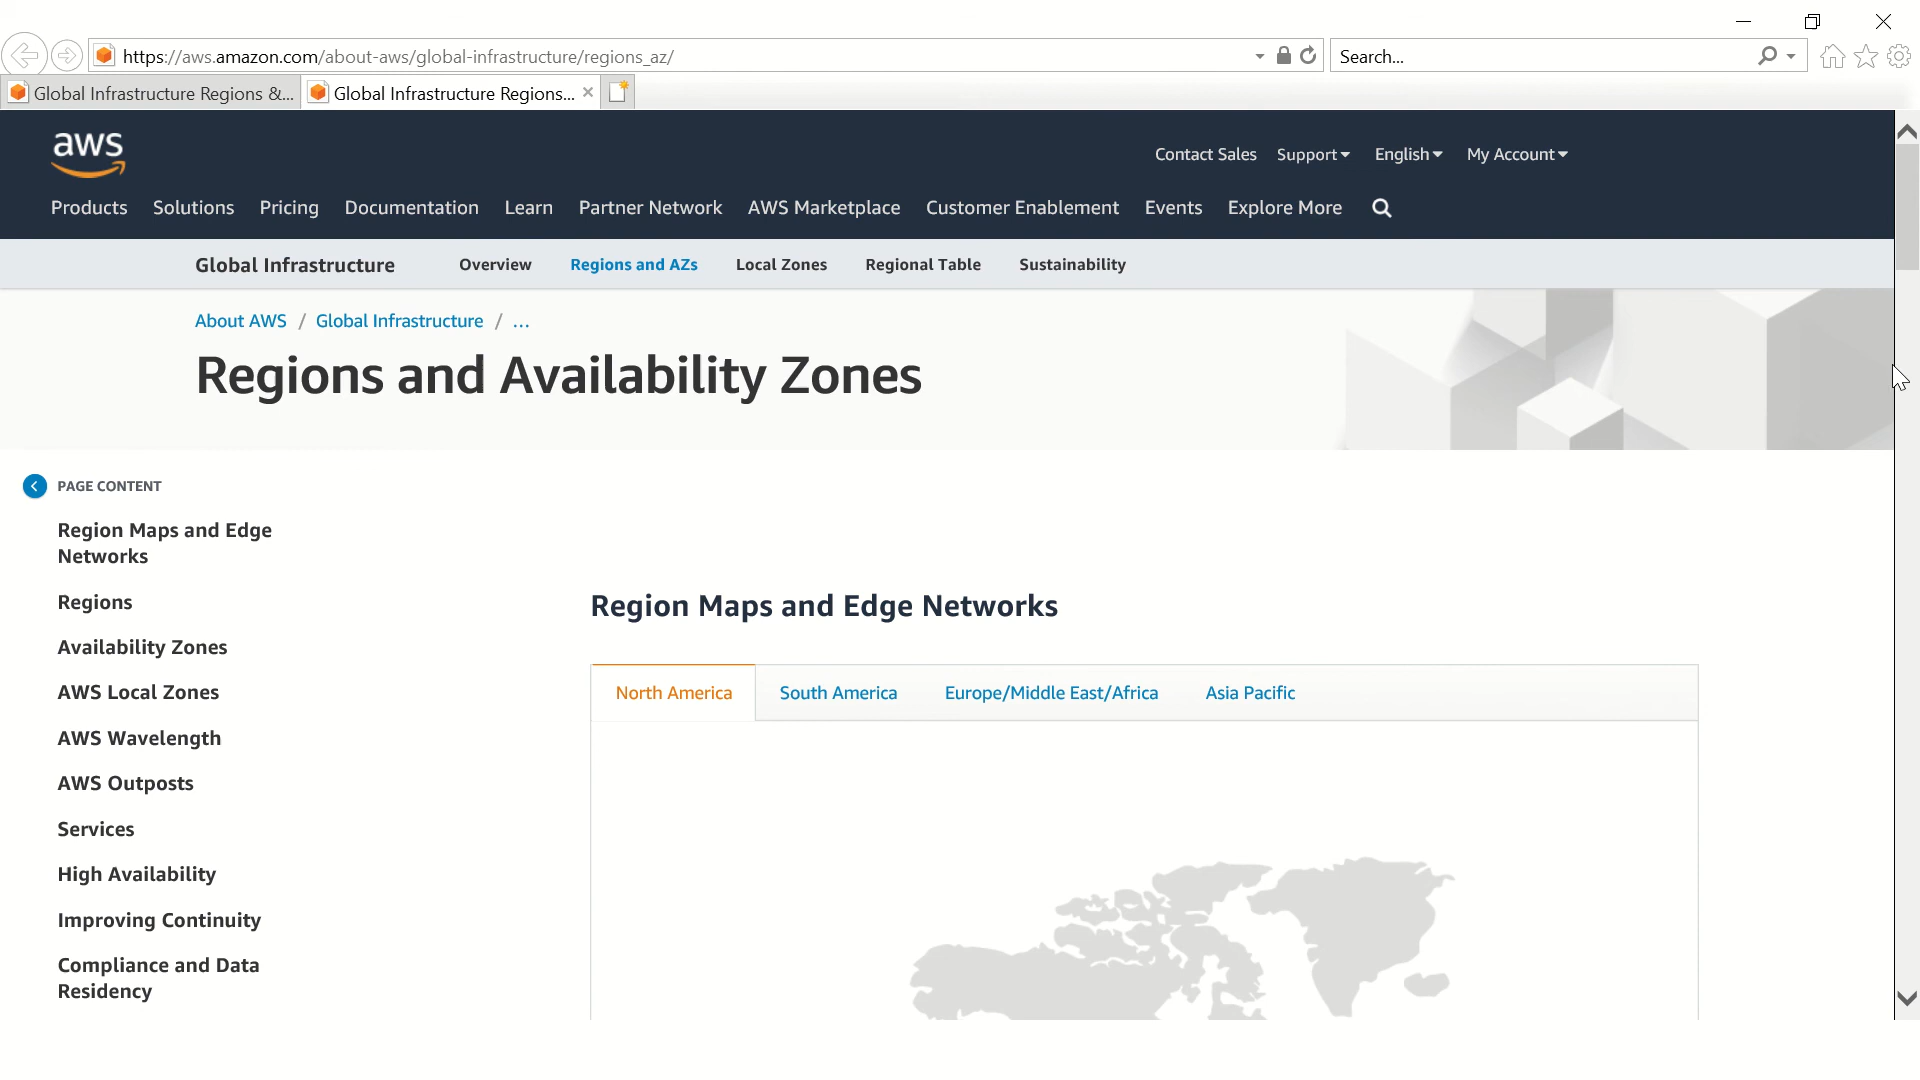 https://aws.amazon.com/about-aws/global-infrastructure/regions_az/
Search...
Global Infrastructure Regions &...
Global Infrastructure Regions...
aws
Contact Sales Support English My Account
Products Solutions Pricing Documentation Learn Partner Network AWS Marketplace Customer Enablement Events Explore More
Global Infrastructure Overview Regions and AZs Local Zones Regional Table Sustainability
About AWS / Global Infrastructure / ...
Regions and Availability Zones
PAGE CONTENT
Region Maps and Edge
Networks
Regions
Availability Zones
AWS Local Zones
AWS Wavelength
AWS Outposts
Services
High Availability
Improving Continuity
Compliance and Data
Residency
Region Maps and Edge Networks
North America South America Europe/Middle East/Africa Asia Pacific